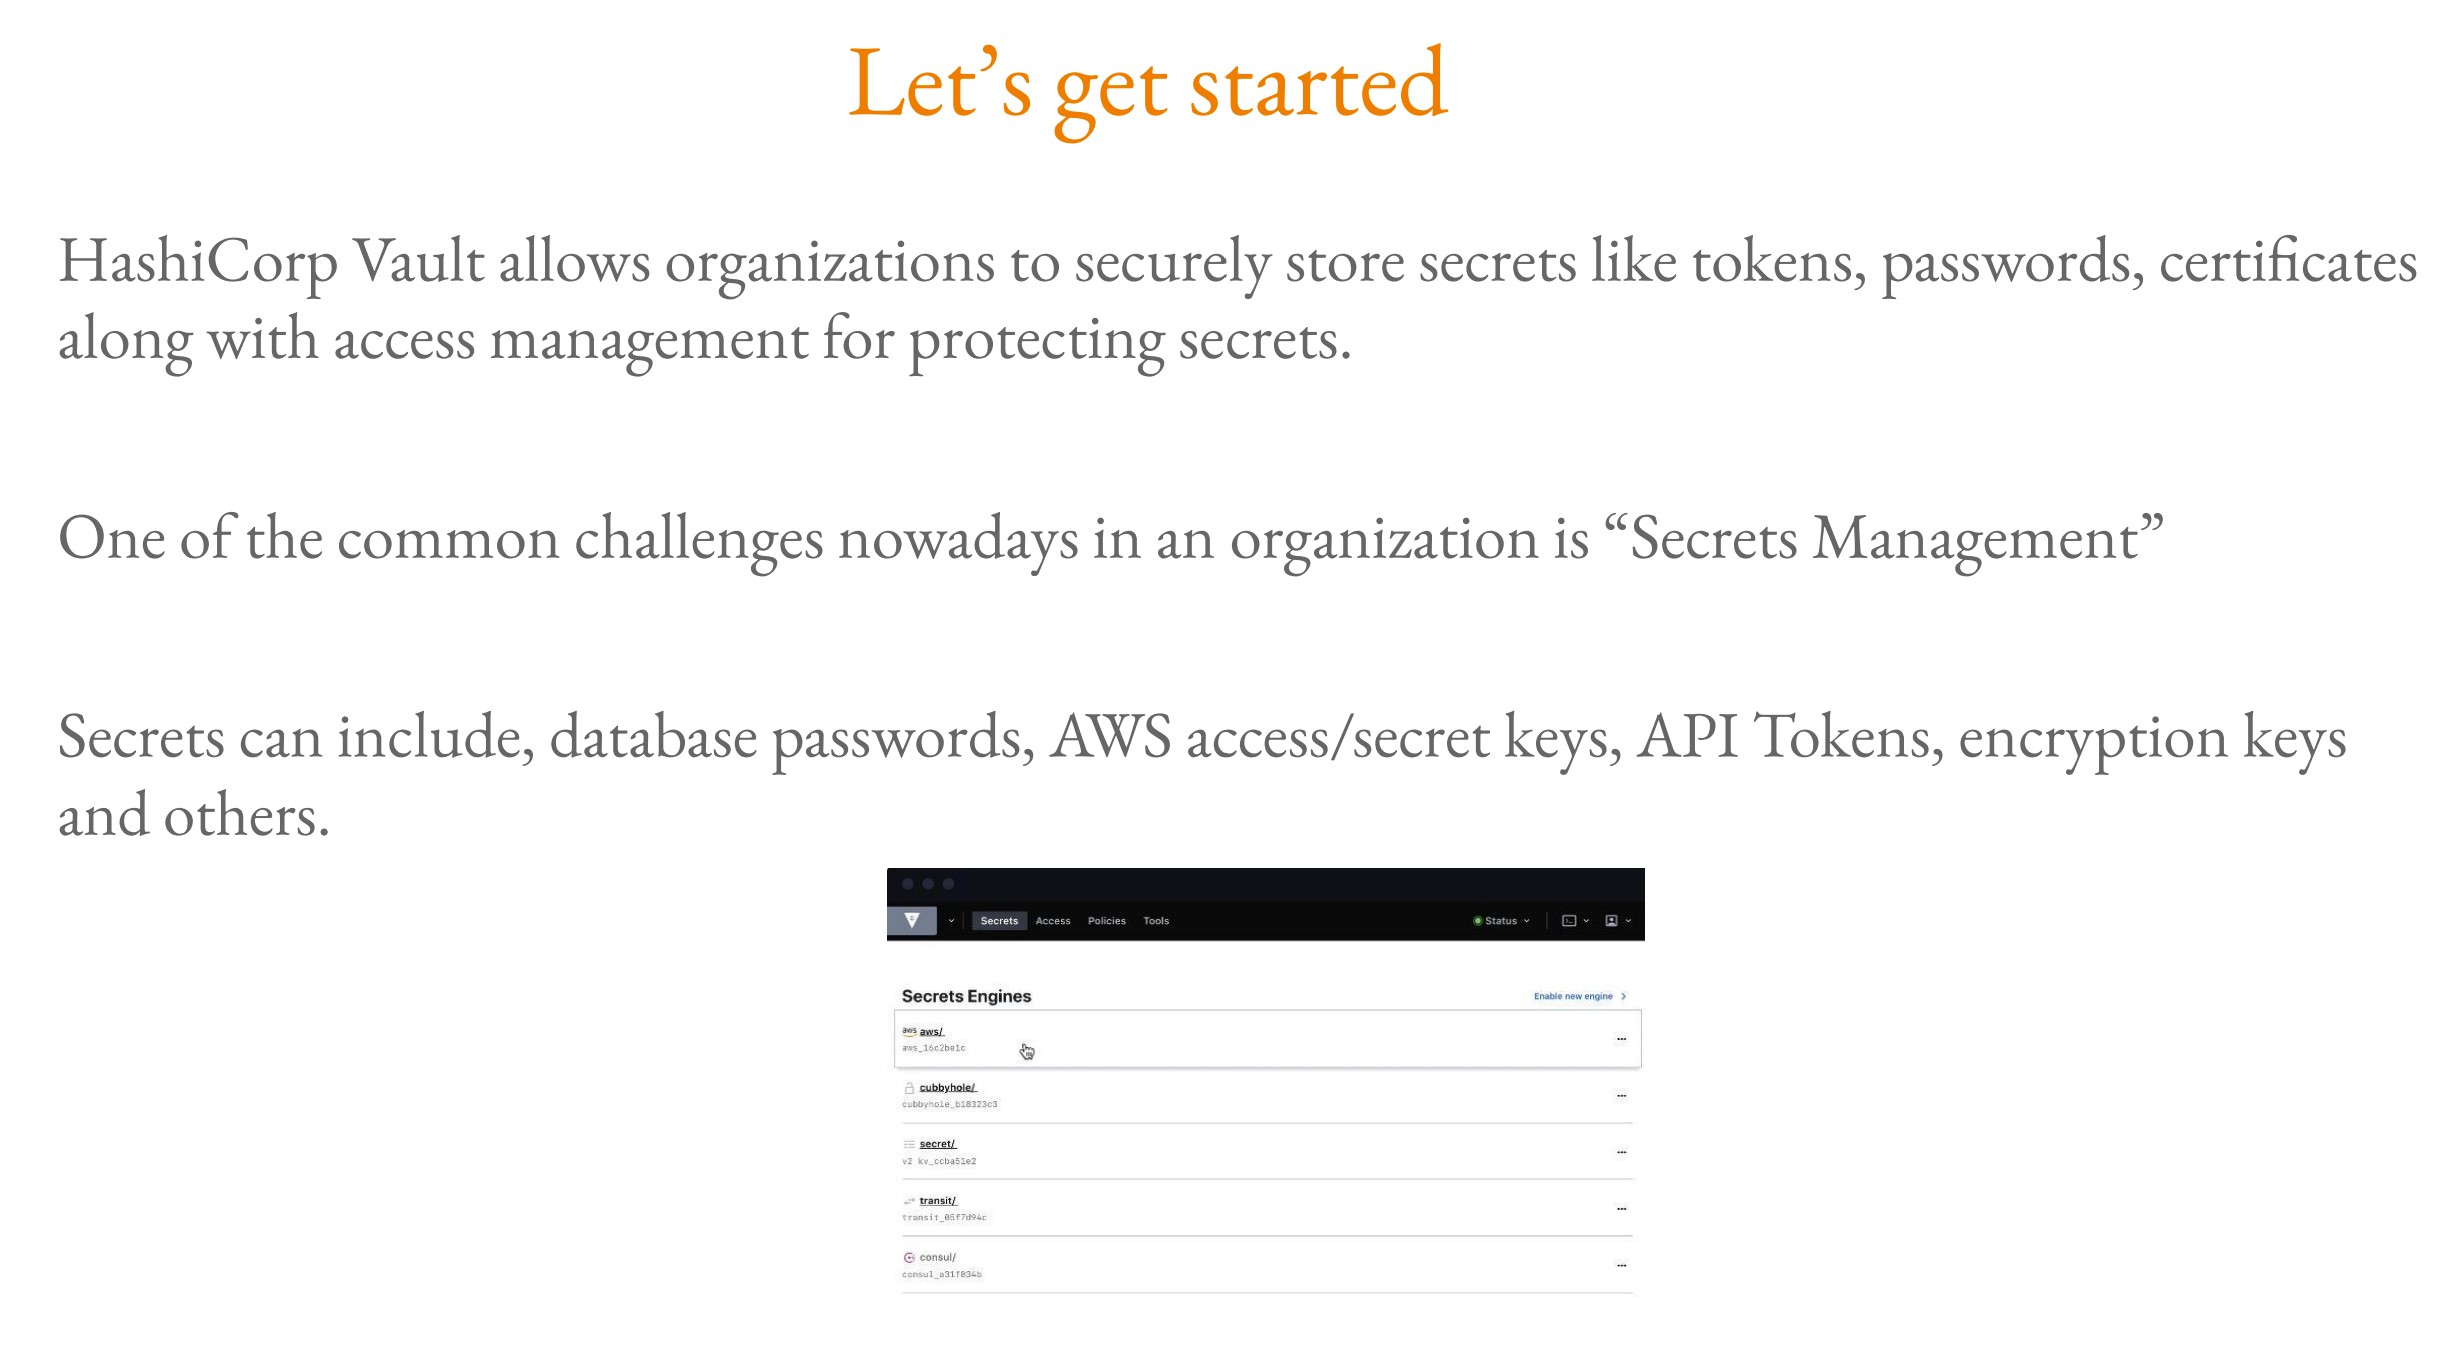 Let’s get started
HashiCorp Vault allows organizations to securely store secrets like tokens, passwords, certificates
along with access management for protecting secrets.
One of the common challenges nowadays in an organization is “Secrets Management”
Secrets can include, database passwords, AWS access/secret keys, API Tokens, encryption keys
and others.
Secrets Access Policies Tools Status
Secrets Engines Enable new engine
aws aws/
aws_16c2be1c
cubbyhole/
cubbyhole_b18323c3
secret/
v2 kv_ccba51e2
transit/
transit_05f7d94c
consul/
consul_a31f034b